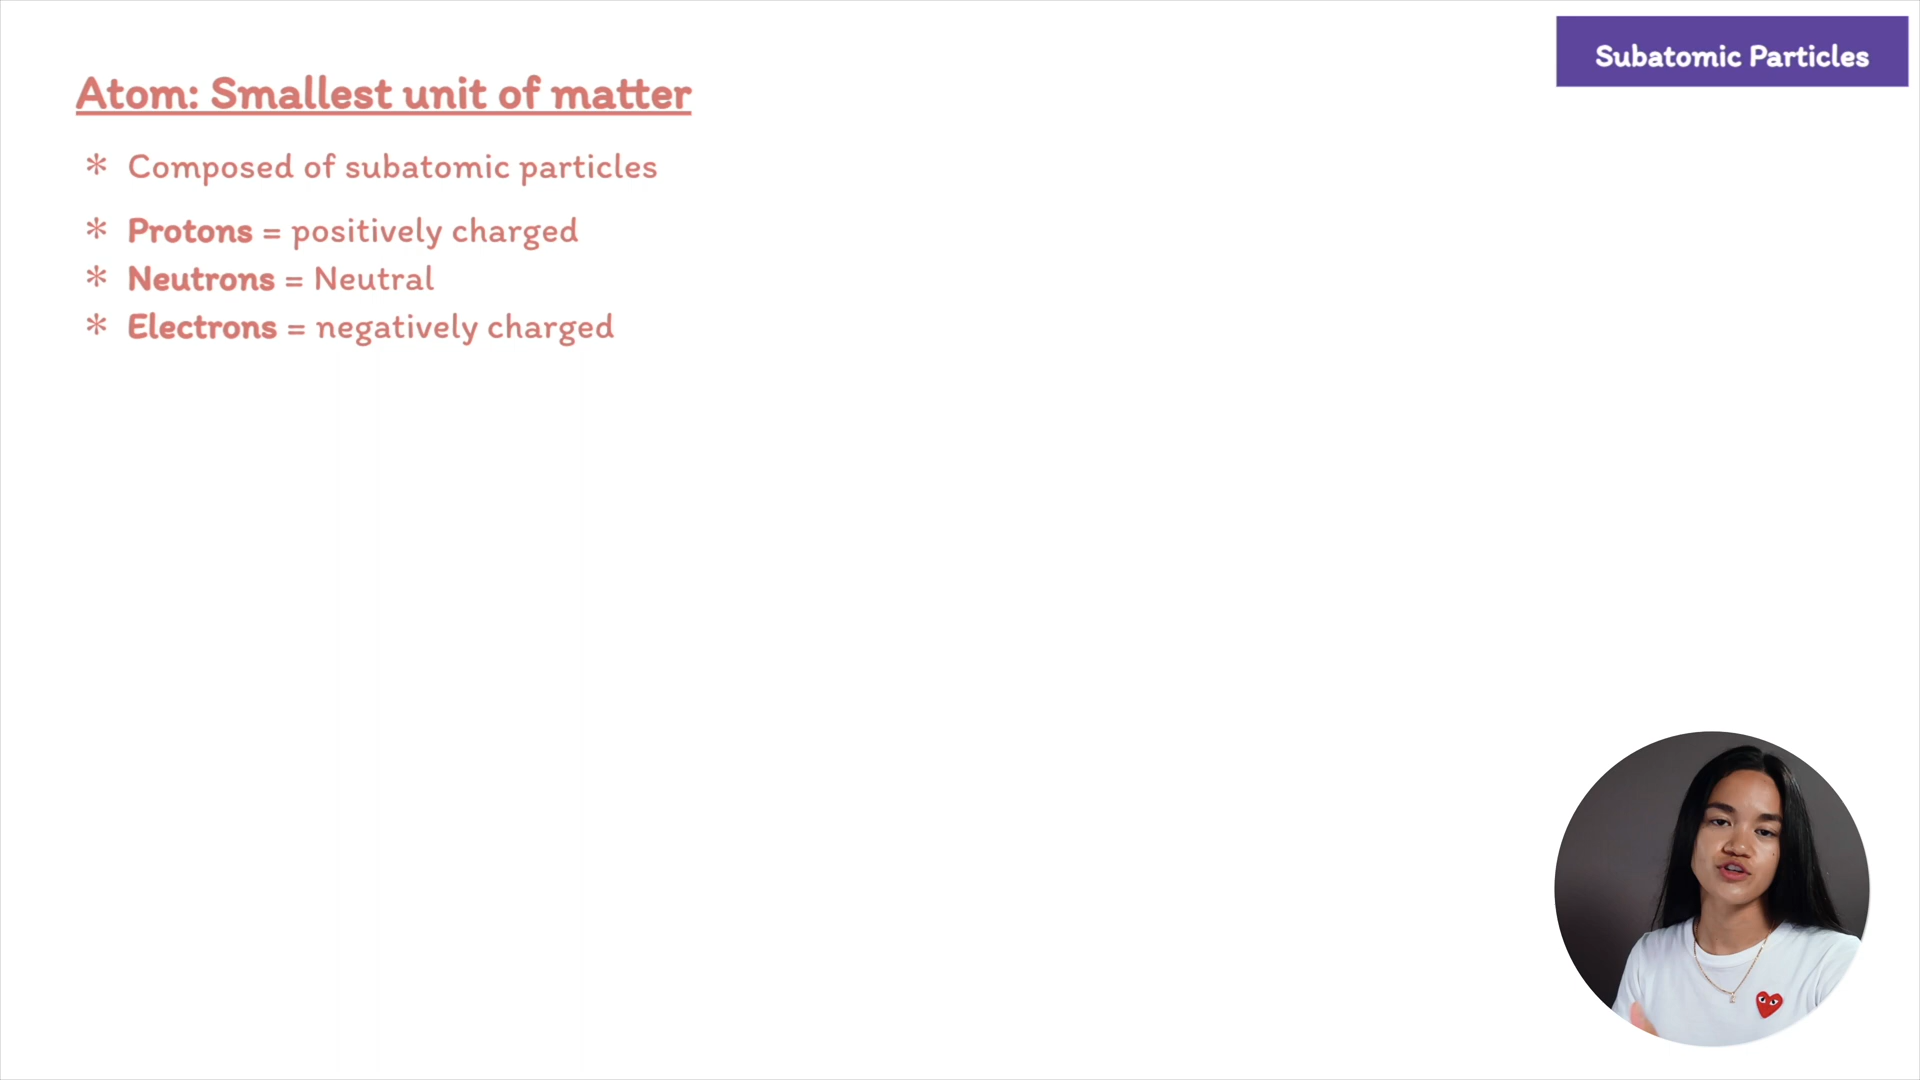 Subatomic Particles
Atom: Smallest unit of matter
* Composed of subatomic particles
* Protons = positively charged
* Neutrons = Neutral
* Electrons = negatively charged